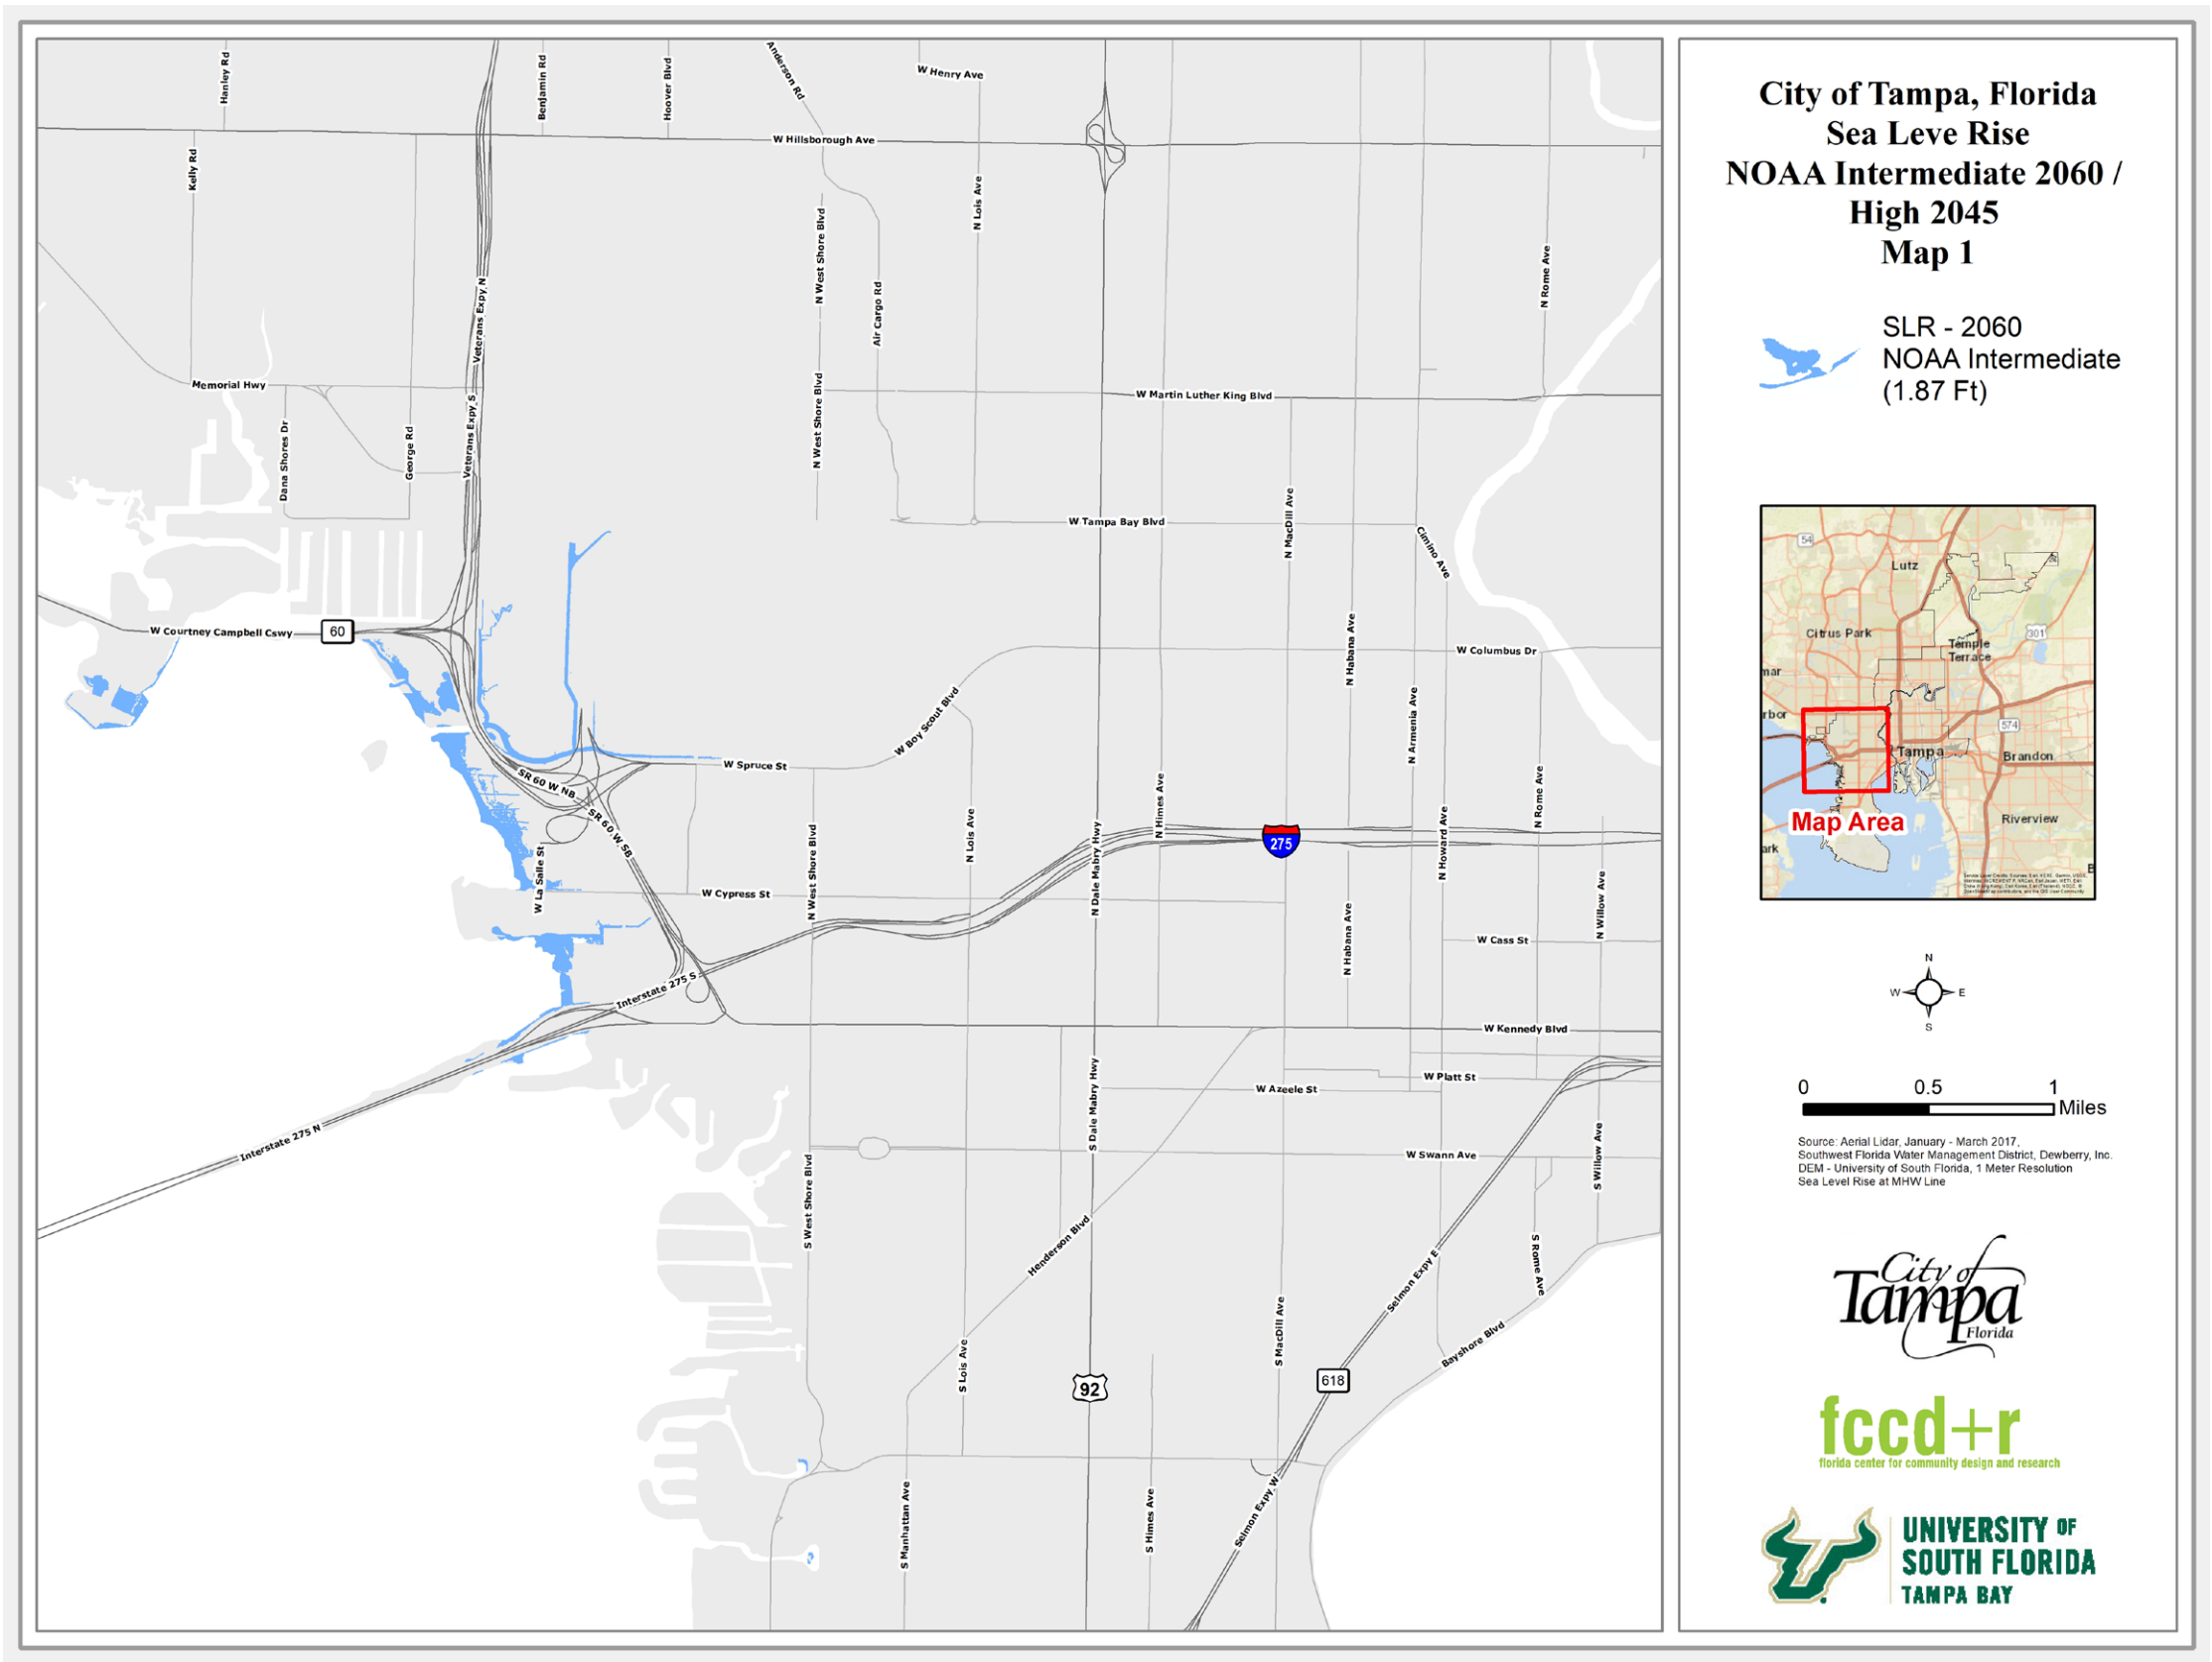 City of Tampa, Florida
Sea Leve Rise
NOAA Intermediate 2060 /
High 2045
Map 1
SLR - 2060
NOAA Intermediate
(1.87 Ft)
Hanley Rd
Benjamin Rd
Hoover Blvd
Anderson Rd
W Henry Ave
W Hillsborough Ave
Kelly Rd
N Lois Ave
N West Shore Blvd
Air Cargo Rd
N Rome Ave
Veterans Expy N
Memorial Hwy
N West Shore Blvd
W Martin Luther King Blvd
Dana Shores Dr
George Rd
Veterans Expy S
W Tampa Bay Blvd
N MacDill Ave
Cimino Ave
W Courtney Campbell Cswy
60
N Habana Ave
W Columbus Dr
W Boy Scout Blvd
N Armenia Ave
W Spruce St
SR 60 W NB
SR 60 W SB
N Himes Ave
N Rome Ave
275
N Lois Ave
N Dale Mabry Hwy
N Howard Ave
W La Salle St
N West Shore Blvd
W Cypress St
N Willow Ave
N Habana Ave
W Cass St
Interstate 275 S
W Kennedy Blvd
W Platt St
W Azeele St
S Dale Mabry Hwy
Interstate 275 N
W Swann Ave
S Willow Ave
S West Shore Blvd
Henderson Blvd
Selmon Expy E
S Rome Ave
S MacDill Ave
Bayshore Blvd
S Lois Ave
92
618
S Manhattan Ave
S Himes Ave
Selmon Expy W
54
Lutz
Citrus Park
301
Temple
Terrace
mar
rbor
574
Tampa
Brandon
Map Area
Riverview
ark
B
N
W
E
S
0
0.5
1
Miles
Source: Aerial Lidar, January - March 2017,
Southwest Florida Water Management District, Dewberry, Inc.
DEM - University of South Florida, 1 Meter Resolution
Sea Level Rise at MHW Line
City of
Tampa
Florida
fccd+r
florida center for community design and research
UNIVERSITY OF
SOUTH FLORIDA
TAMPA BAY